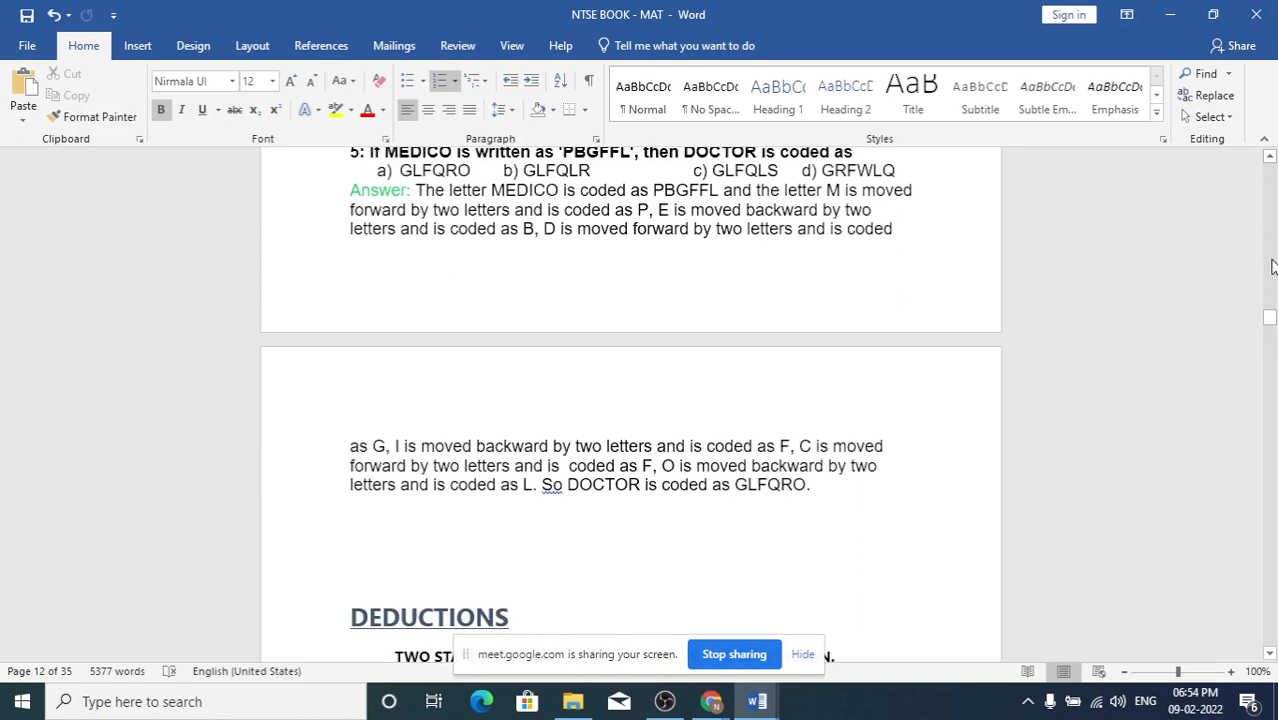 NTSE BOOK - MAT - Word
Sign in
File Home Insert Design Layout References Mailings Review View Help Tell me what you want to do Share
Paste
Cut
Copy
Format Painter
Clipboard
Nirmala UI 12
Font
Paragraph
AaBbCcDc AaBbCcDc AaBbCc AaBbCcD AaB AaBbCcD AaBbCcDc AaBbCcDc
¶ Normal ¶ No Spac... Heading 1 Heading 2 Title Subtitle Subtle Em... Emphasis
Styles
Find
Replace
Select
Editing
5: If MEDICO is written as 'PBGFFL', then DOCTOR is coded as
a) GLFQRO b) GLFQLR c) GLFQLS d) GRFWLQ
Answer: The letter MEDICO is coded as PBGFFL and the letter M is moved
forward by two letters and is coded as P, E is moved backward by two
letters and is coded as B, D is moved forward by two letters and is coded
as G, I is moved backward by two letters and is coded as F, C is moved
forward by two letters and is coded as F, O is moved backward by two
letters and is coded as L. So DOCTOR is coded as GLFQRO.
DEDUCTIONS
TWO STA
N.
meet.google.com is sharing your screen. Stop sharing Hide
Page 12 of 35 5377 words English (United States) 100%
Type here to search
ENG
06:54 PM
09-02-2022
6